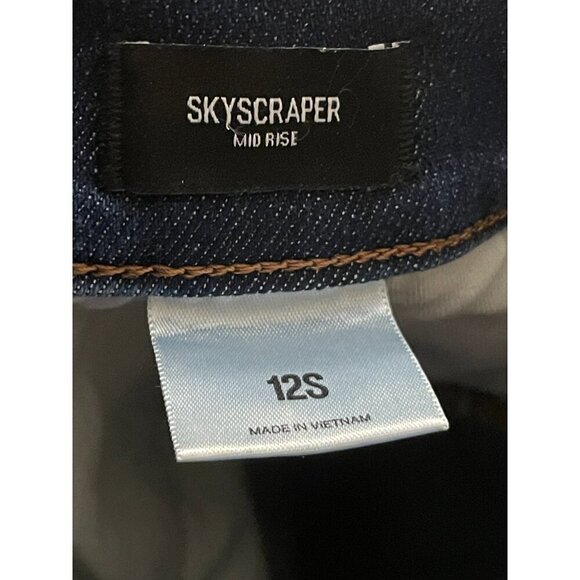 SKYSCRAPER
MID RISE
12S
MADE IN VIETNAM